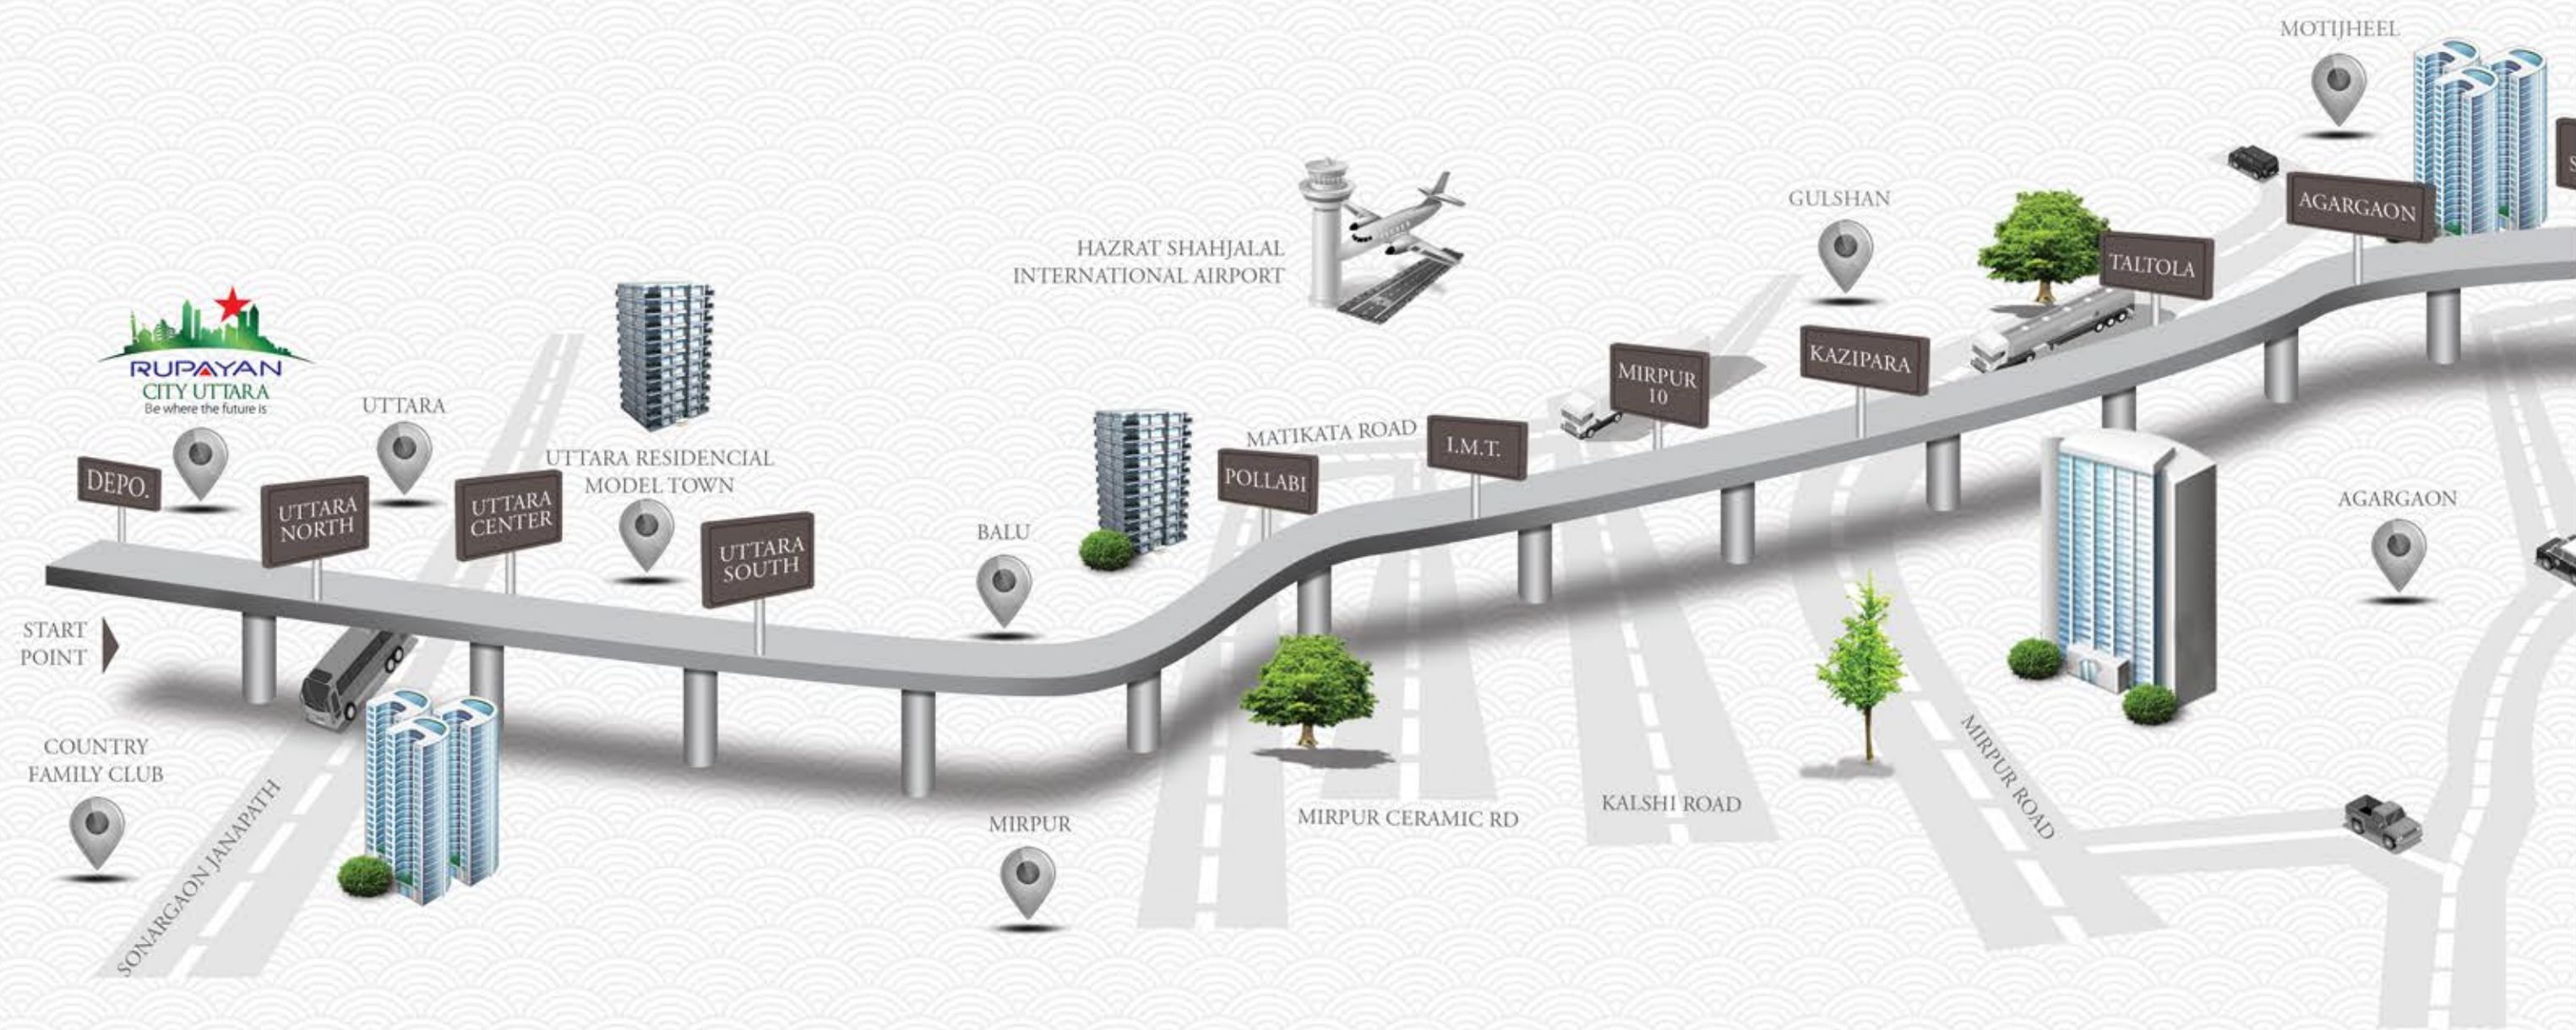 MOTIJHEEL
AGARGAON
GULSHAN
TALTOLA
HAZRAT SHAHJALAL
INTERNATIONAL AIRPORT
KAZIPARA
MIRPUR
10
RUPAYAN
CITY UTTARA
Be where the future is
UTTARA
MATIKATA ROAD
I.M.T.
POLLABI
UTTARA RESIDENCIAL
MODEL TOWN
DEPO.
UTTARA
NORTH
UTTARA
CENTER
UTTARA
SOUTH
BALU
AGARGAON
START
POINT
COUNTRY
FAMILY CLUB
SONARGAON JANAPATH
MIRPUR
MIRPUR CERAMIC RD
KALSHI ROAD
MIRPUR ROAD